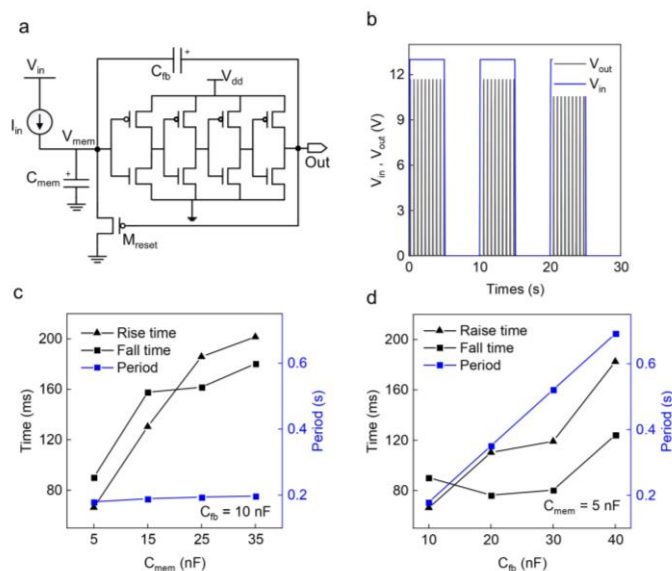 a
C_fb
+
V_in
V_dd
I_in
V_mem
Out
C_mem
+
M_reset
b
V_in , V_out (V)
12
9
6
3
0
V_out
V_in
0 10 20 30
Times (s)
c
Time (ms)
200
160
120
80
Rise time
Fall time
Period
0.6
0.4
0.2
Period (s)
C_fb = 10 nF
5 15 25 35
C_mem (nF)
d
Time (ms)
200
160
120
80
Raise time
Fall time
Period
0.6
0.4
0.2
Period (s)
C_mem = 5 nF
10 20 30 40
C_fb (nF)